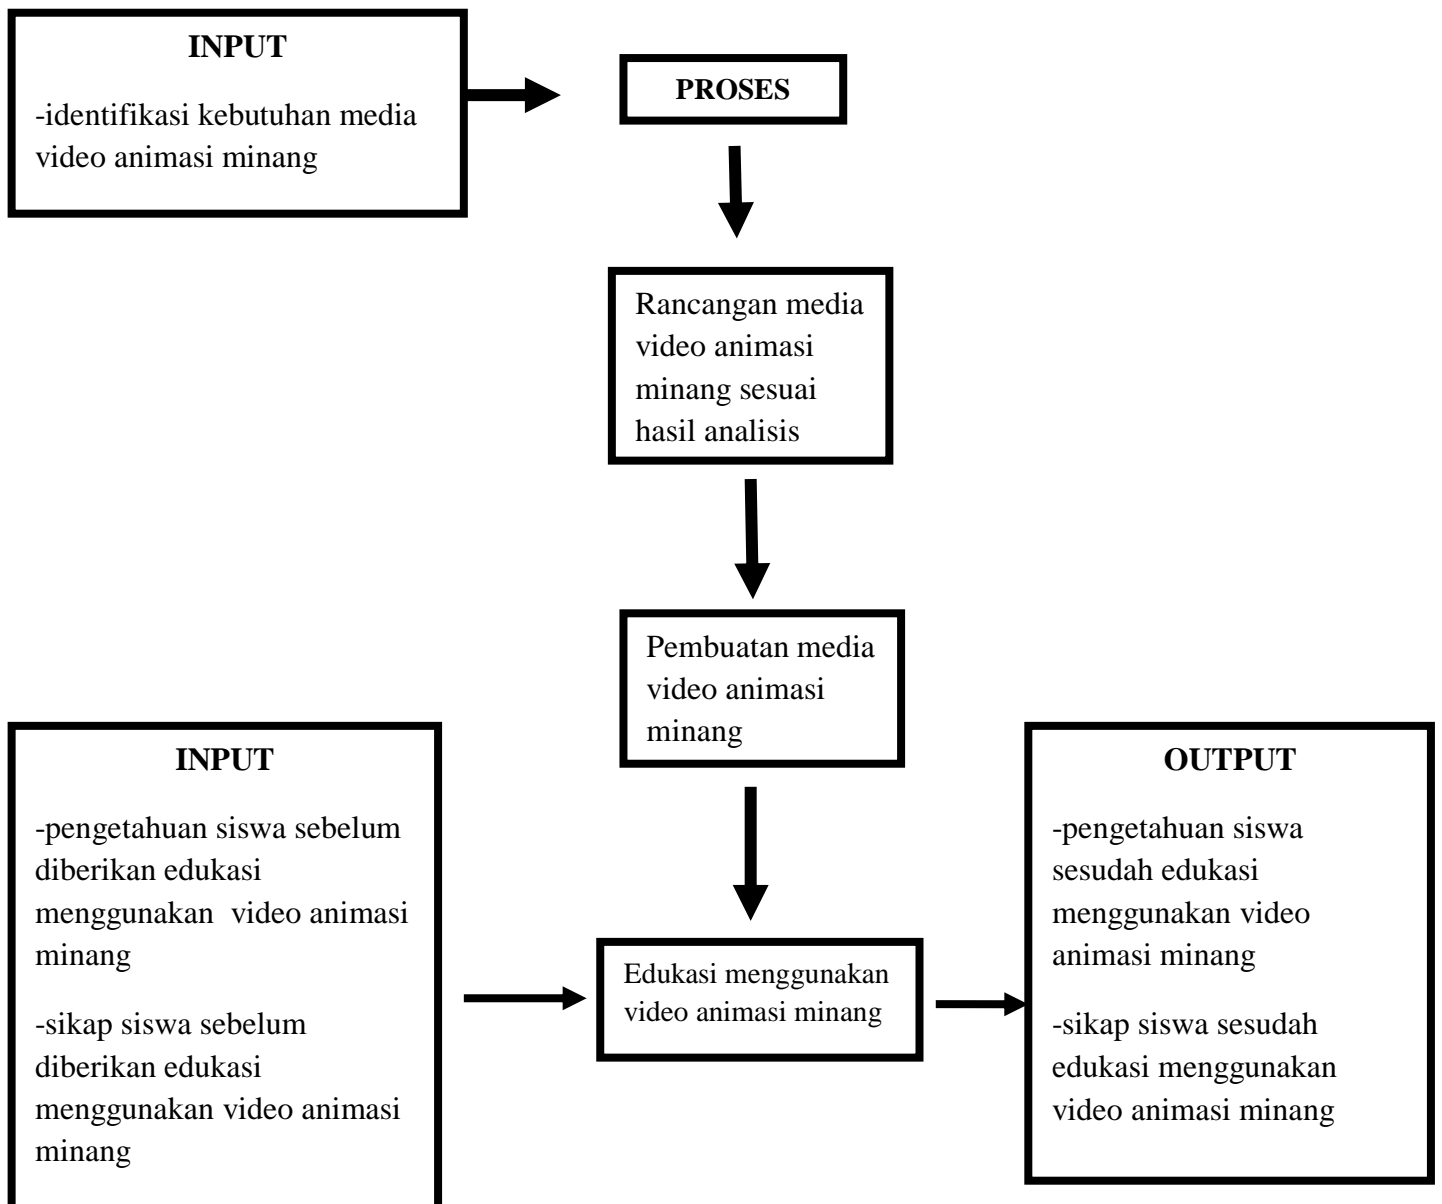 INPUT
-identifikasi kebutuhan media
video animasi minang
PROSES
Rancangan media
video animasi
minang sesuai
hasil analisis
Pembuatan media
video animasi
minang
INPUT
-pengetahuan siswa sebelum
diberikan edukasi
menggunakan  video animasi
minang
-sikap siswa sebelum
diberikan edukasi
menggunakan video animasi
minang
Edukasi menggunakan
video animasi minang
OUTPUT
-pengetahuan siswa
sesudah edukasi
menggunakan video
animasi minang
-sikap siswa sesudah
edukasi menggunakan
video animasi minang